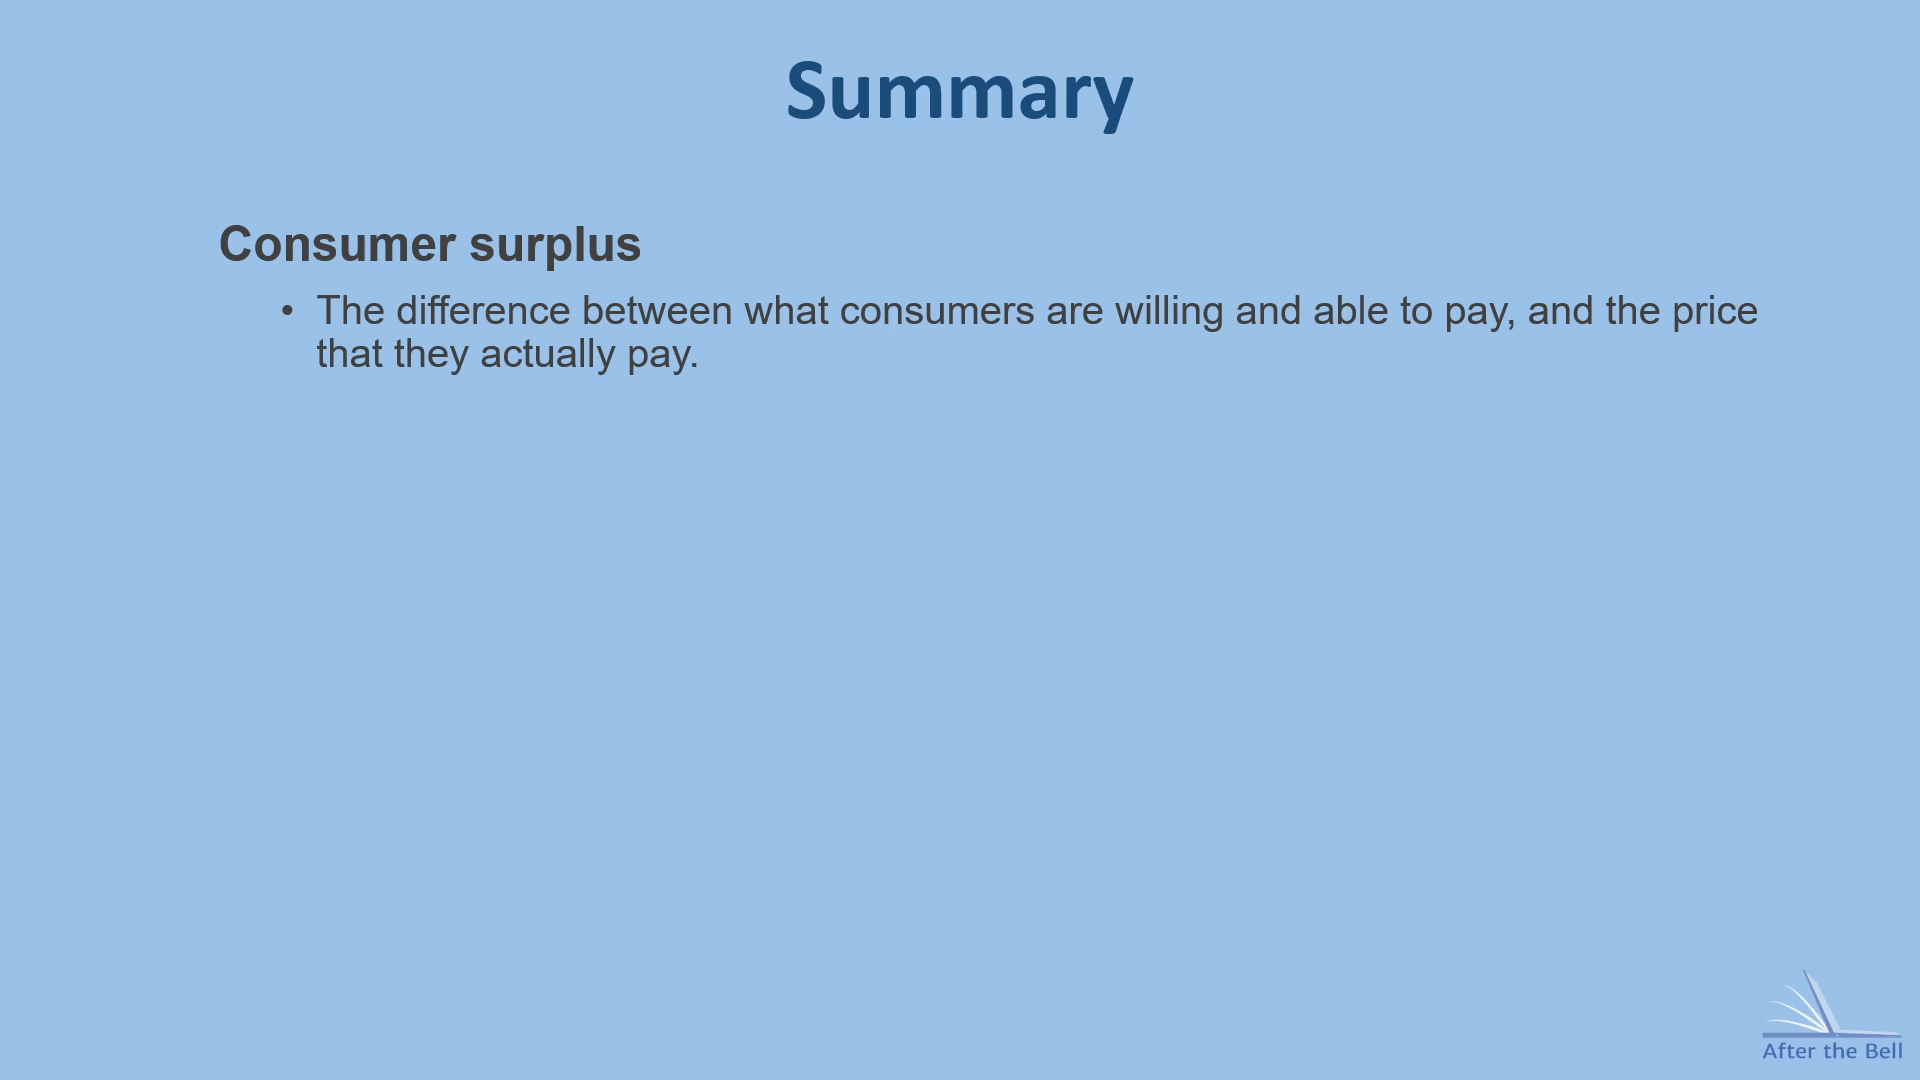 Summary
Consumer surplus
• The difference between what consumers are willing and able to pay, and the price
that they actually pay.
After the Bell